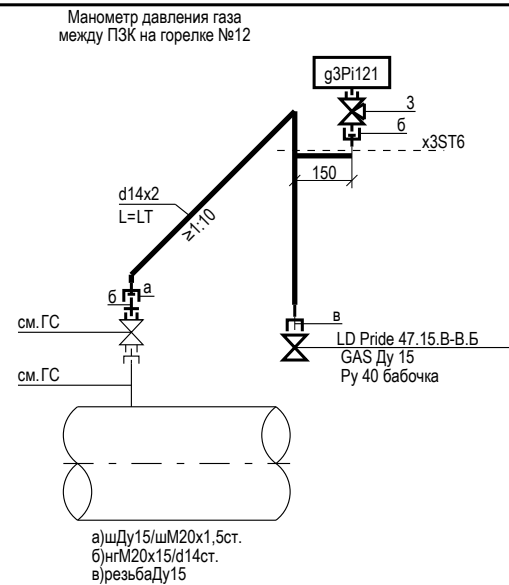 Манометр давления газа
между ПЗК на горелке №12
g3Pi121
3
б
x3ST6
150
d14x2
L=LT
≥1:10
а
б
см.ГС
в
LD Pride 47.15.В-В.Б
GAS Ду 15
Ру 40 бабочка
см.ГС
а)шДу15/шМ20х1,5ст.
б)нгМ20х15/d14ст.
в)резьбаДу15